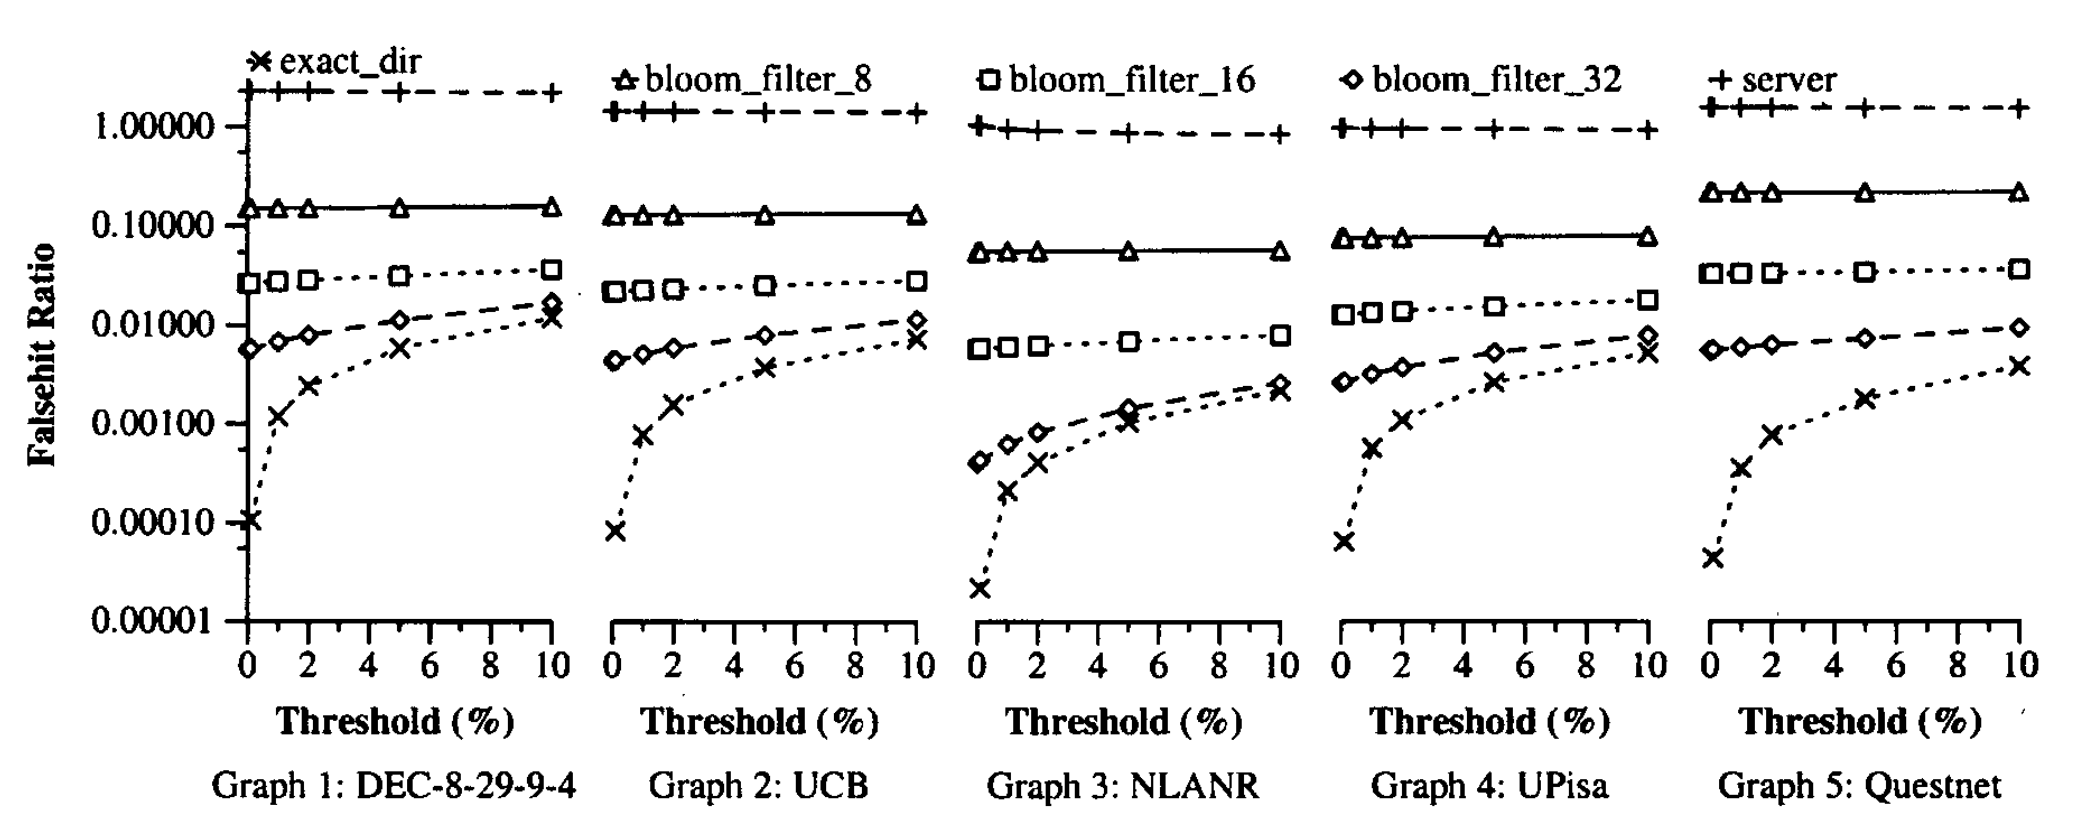 exact_dir
bloom_filter_8
bloom_filter_16
bloom_filter_32
server
Falsehit Ratio
1.00000
0.10000
0.01000
0.00100
0.00010
0.00001
0 2 4 6 8 10
0 2 4 6 8 10
0 2 4 6 8 10
0 2 4 6 8 10
0 2 4 6 8 10
Threshold (%)
Threshold (%)
Threshold (%)
Threshold (%)
Threshold (%)
Graph 1: DEC-8-29-9-4
Graph 2: UCB
Graph 3: NLANR
Graph 4: UPisa
Graph 5: Questnet